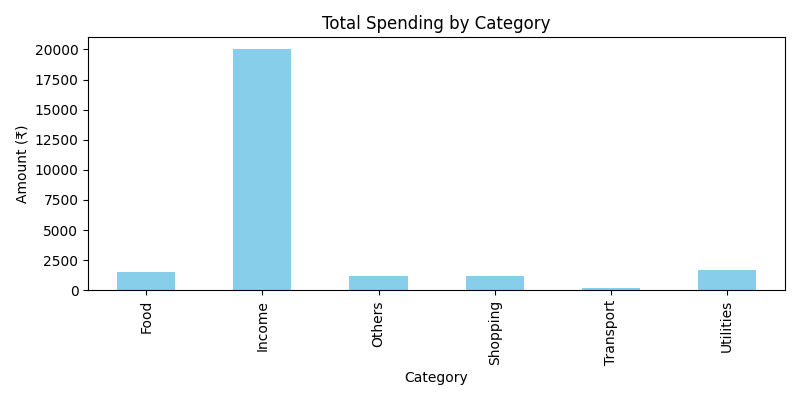 Total Spending by Category
Amount (₹)
20000
17500
15000
12500
10000
7500
5000
2500
0
Food
Income
Others
Shopping
Transport
Utilities
Category